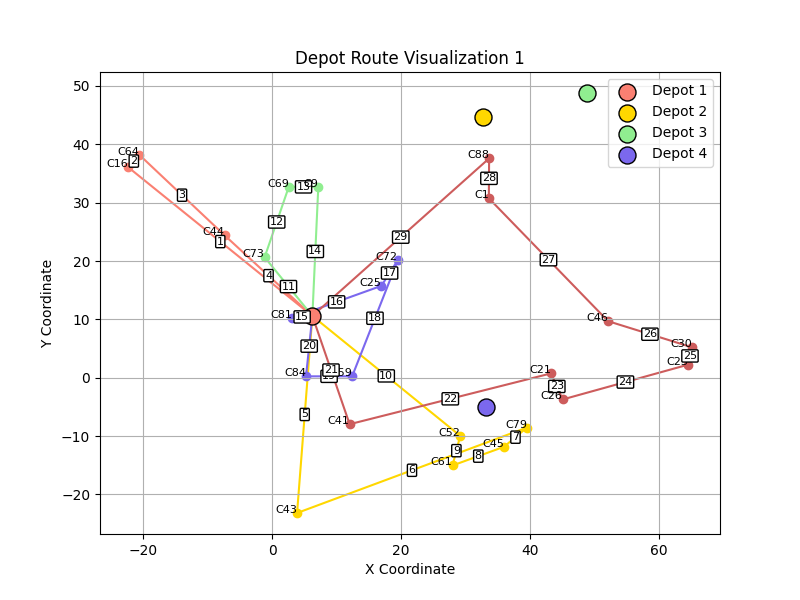 Depot Route Visualization 1
Depot 1
Depot 2
Depot 3
Depot 4
Y Coordinate
50
40
30
20
10
0
−10
−20
−20
0
20
40
60
X Coordinate
C64
C16
C44
C69
C9
C73
C88
C1
C72
C25
C81
C46
C30
C29
C21
C26
C84
C59
C41
C79
C52
C45
C61
C43
1
2
3
4
5
6
7
8
9
10
11
12
13
14
15
16
17
18
19
20
21
22
23
24
25
26
27
28
29